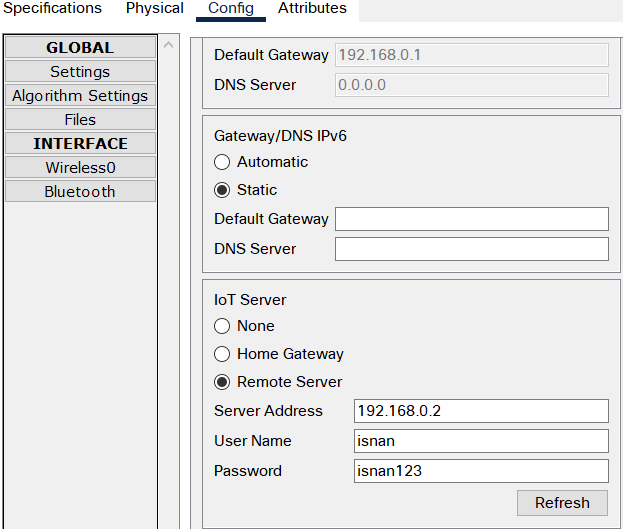 Specifications Physical Config Attributes
GLOBAL
Settings
Algorithm Settings
Files
INTERFACE
Wireless0
Bluetooth
Default Gateway 192.168.0.1
DNS Server 0.0.0.0
Gateway/DNS IPv6
Automatic
Static
Default Gateway
DNS Server
IoT Server
None
Home Gateway
Remote Server
Server Address 192.168.0.2
User Name isnan
Password isnan123
Refresh